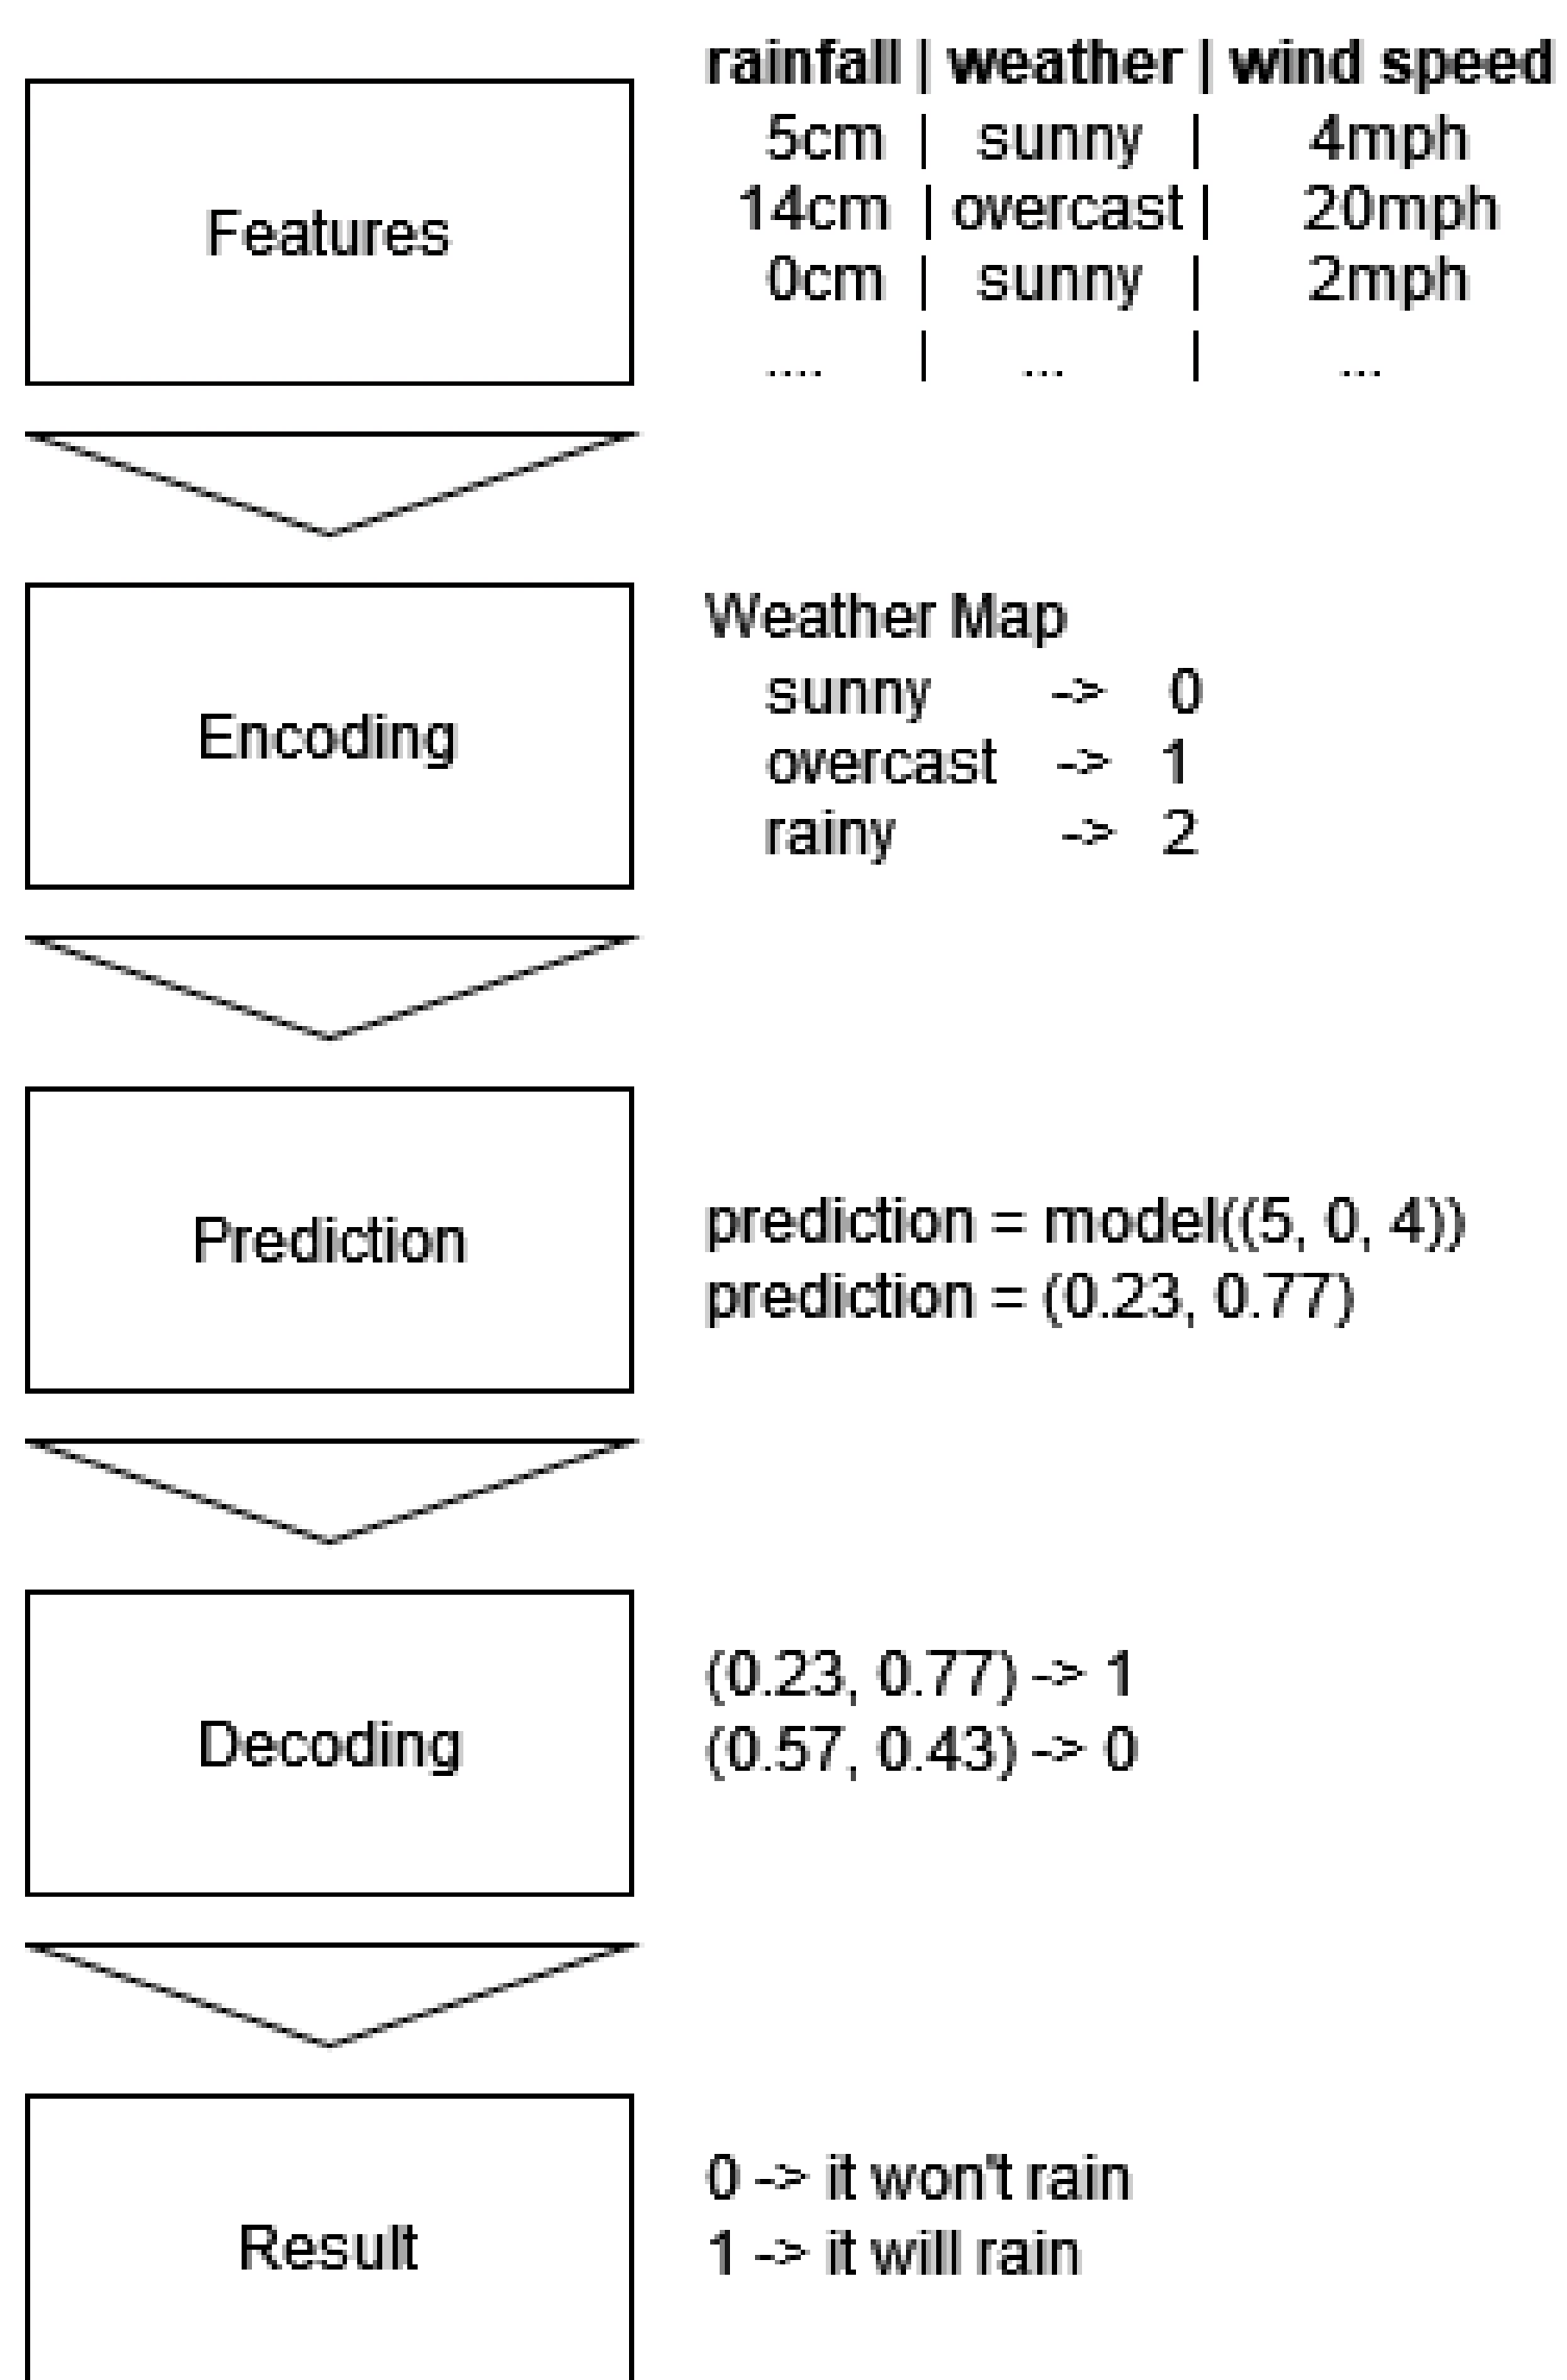 rainfall | weather | wind speed
5cm | sunny | 4mph
14cm | overcast | 20mph
0cm | sunny | 2mph
..... | .... | ....
Features
Weather Map
sunny -> 0
overcast -> 1
rainy -> 2
Encoding
prediction = model((5, 0, 4))
prediction = (0.23, 0.77)
Prediction
(0.23, 0.77) -> 1
(0.57, 0.43) -> 0
Decoding
0 -> it won't rain
1 -> it will rain
Result